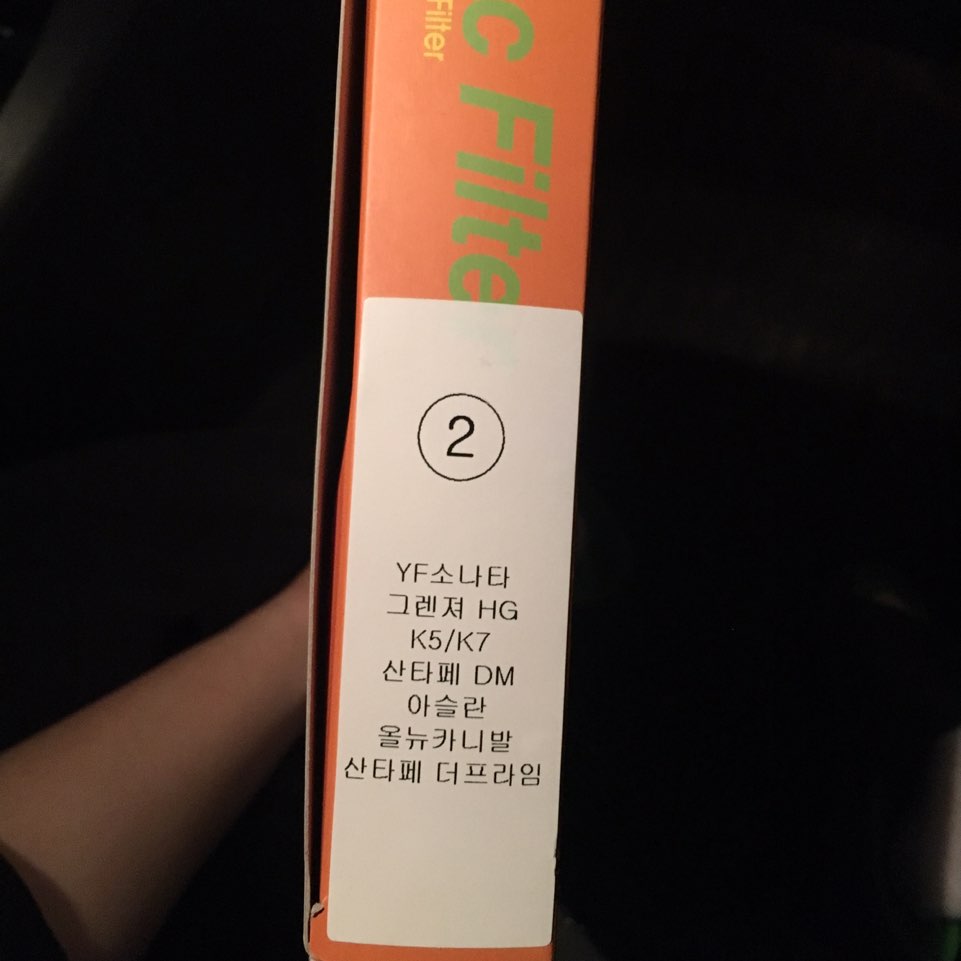 c Filte
Filter
②
YF소나타
그렌져 HG
K5/K7
산타페 DM
아슬란
올뉴카니발
산타페 더프라임